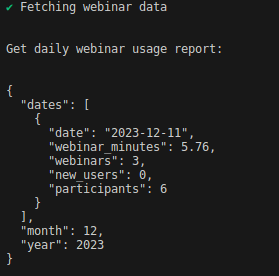 ✔ Fetching webinar data
Get daily webinar usage report:
{
  "dates": [
    {
      "date": "2023-12-11",
      "webinar_minutes": 5.76,
      "webinars": 3,
      "new_users": 0,
      "participants": 6
    }
  ],
  "month": 12,
  "year": 2023
}